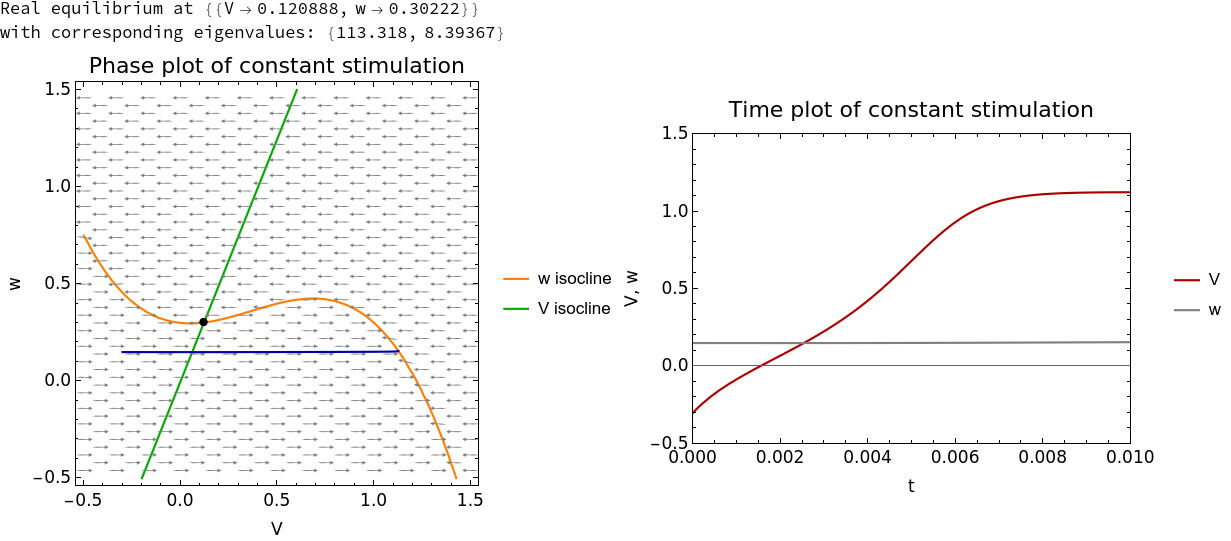 Real equilibrium at {{V → 0.120888, w → 0.30222}}
with corresponding eigenvalues: {113.318, 8.39367}
Phase plot of constant stimulation
1.5
1.0
0.5
0.0
−0.5
w
−0.5 0.0 0.5 1.0 1.5
V
w isocline
V isocline
Time plot of constant stimulation
1.5
1.0
0.5
0.0
−0.5
V, w
0.000 0.002 0.004 0.006 0.008 0.010
t
V
w